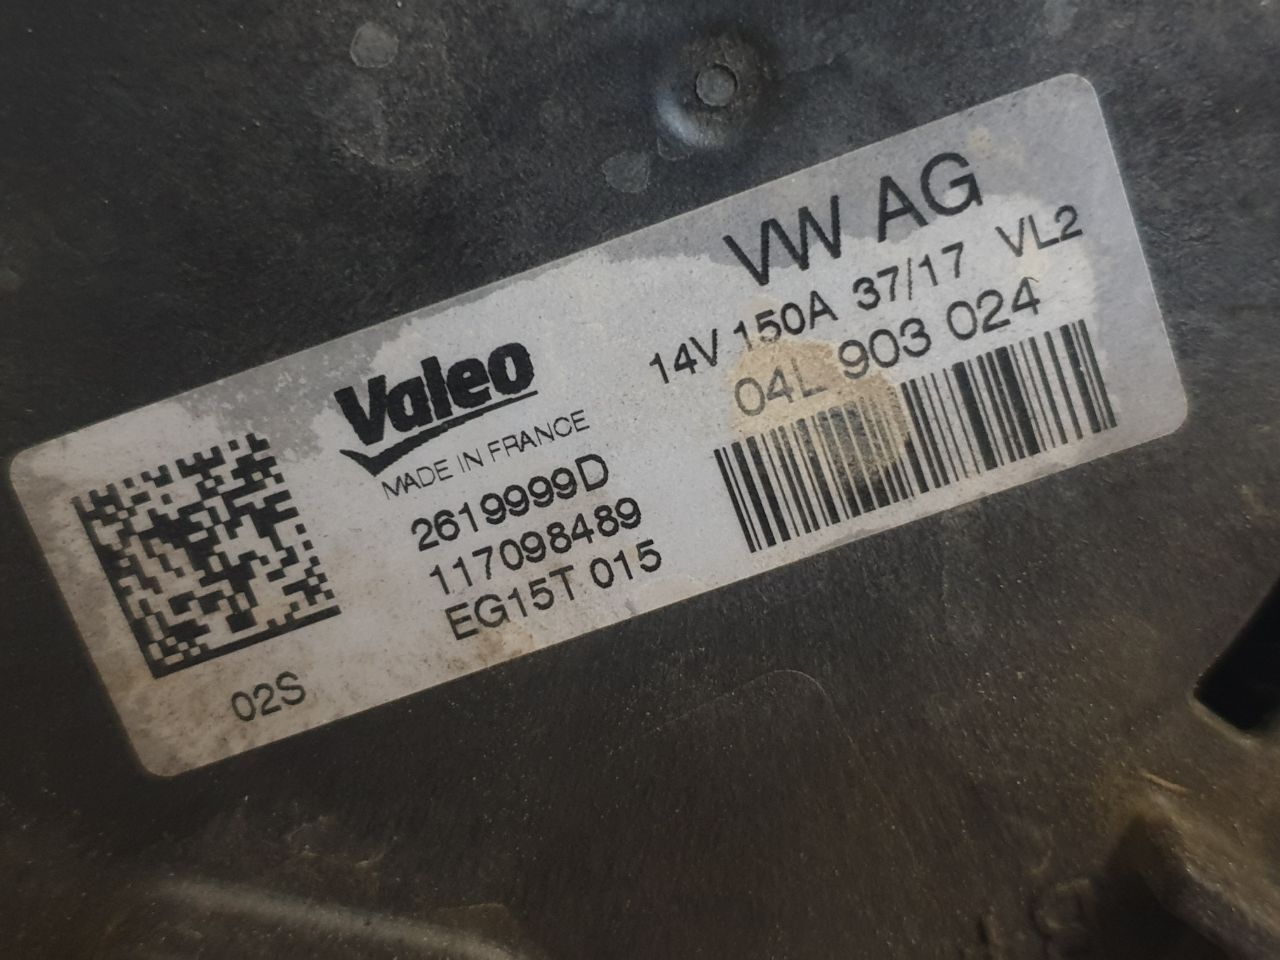 VW AG
14V 150A 37/17 VL2
04L 903 024
Valeo
MADE IN FRANCE
2619999D
117098489
EG15T 015
02S